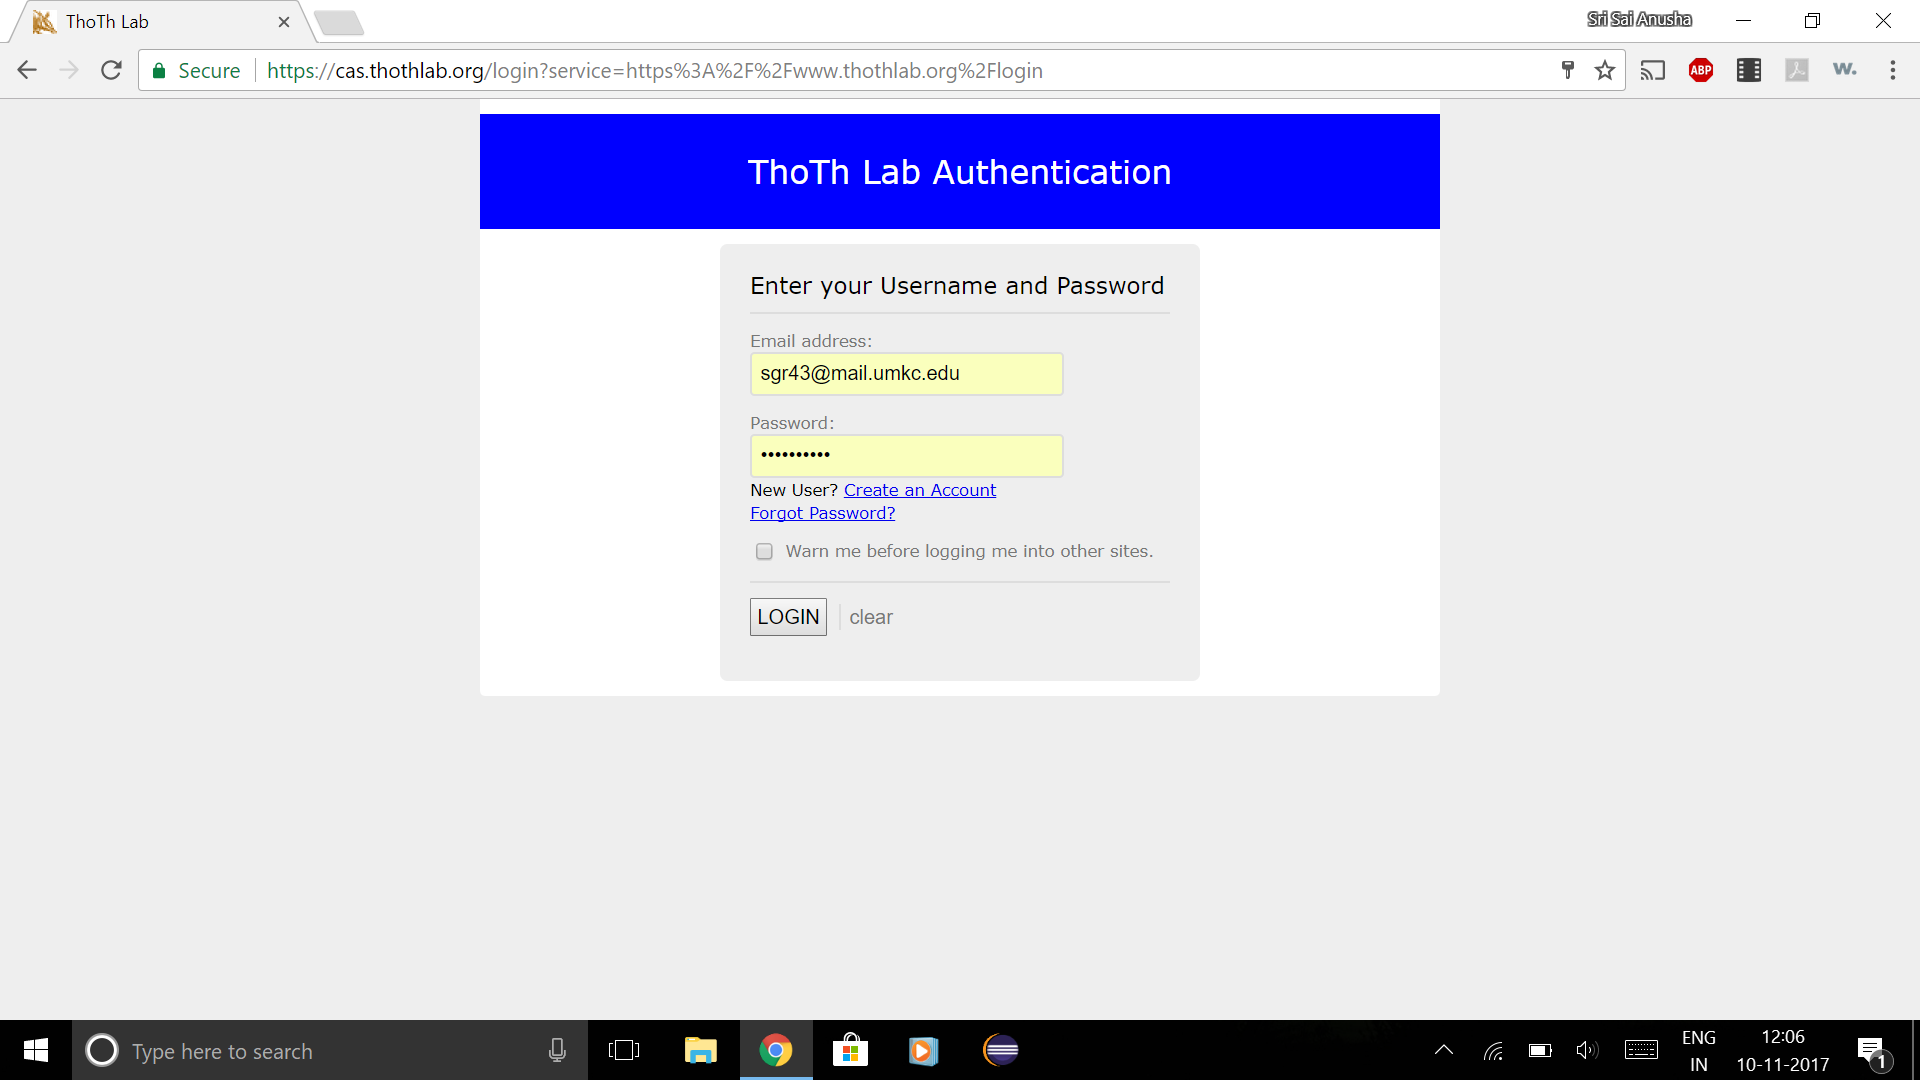 ThoTh Lab
Sri Sai Anusha
Secure https://cas.thothlab.org/login?service=https%3A%2F%2Fwww.thothlab.org%2Flogin
ABP
w.
ThoTh Lab Authentication
Enter your Username and Password
Email address:
sgr43@mail.umkc.edu
Password:
••••••••••
New User? Create an Account
Forgot Password?
Warn me before logging me into other sites.
LOGIN clear
Type here to search
ENG
IN
12:06
10-11-2017
1